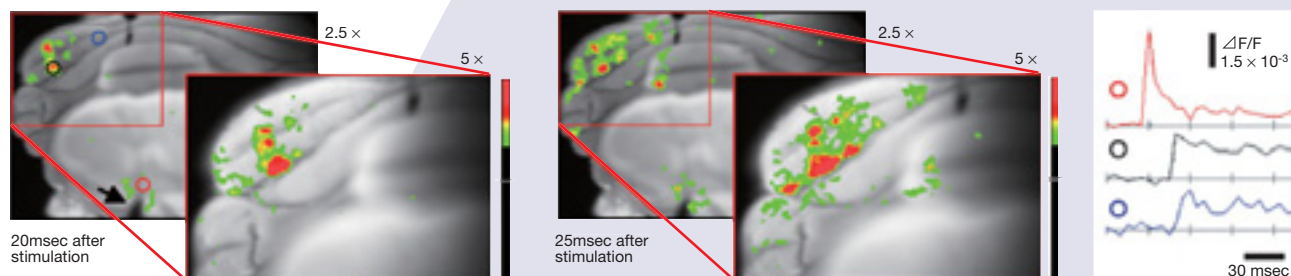 2.5 ×
5 ×
20msec after
stimulation
2.5 ×
5 ×
25msec after
stimulation
⊿F/F
1.5 × 10⁻³
30 msec